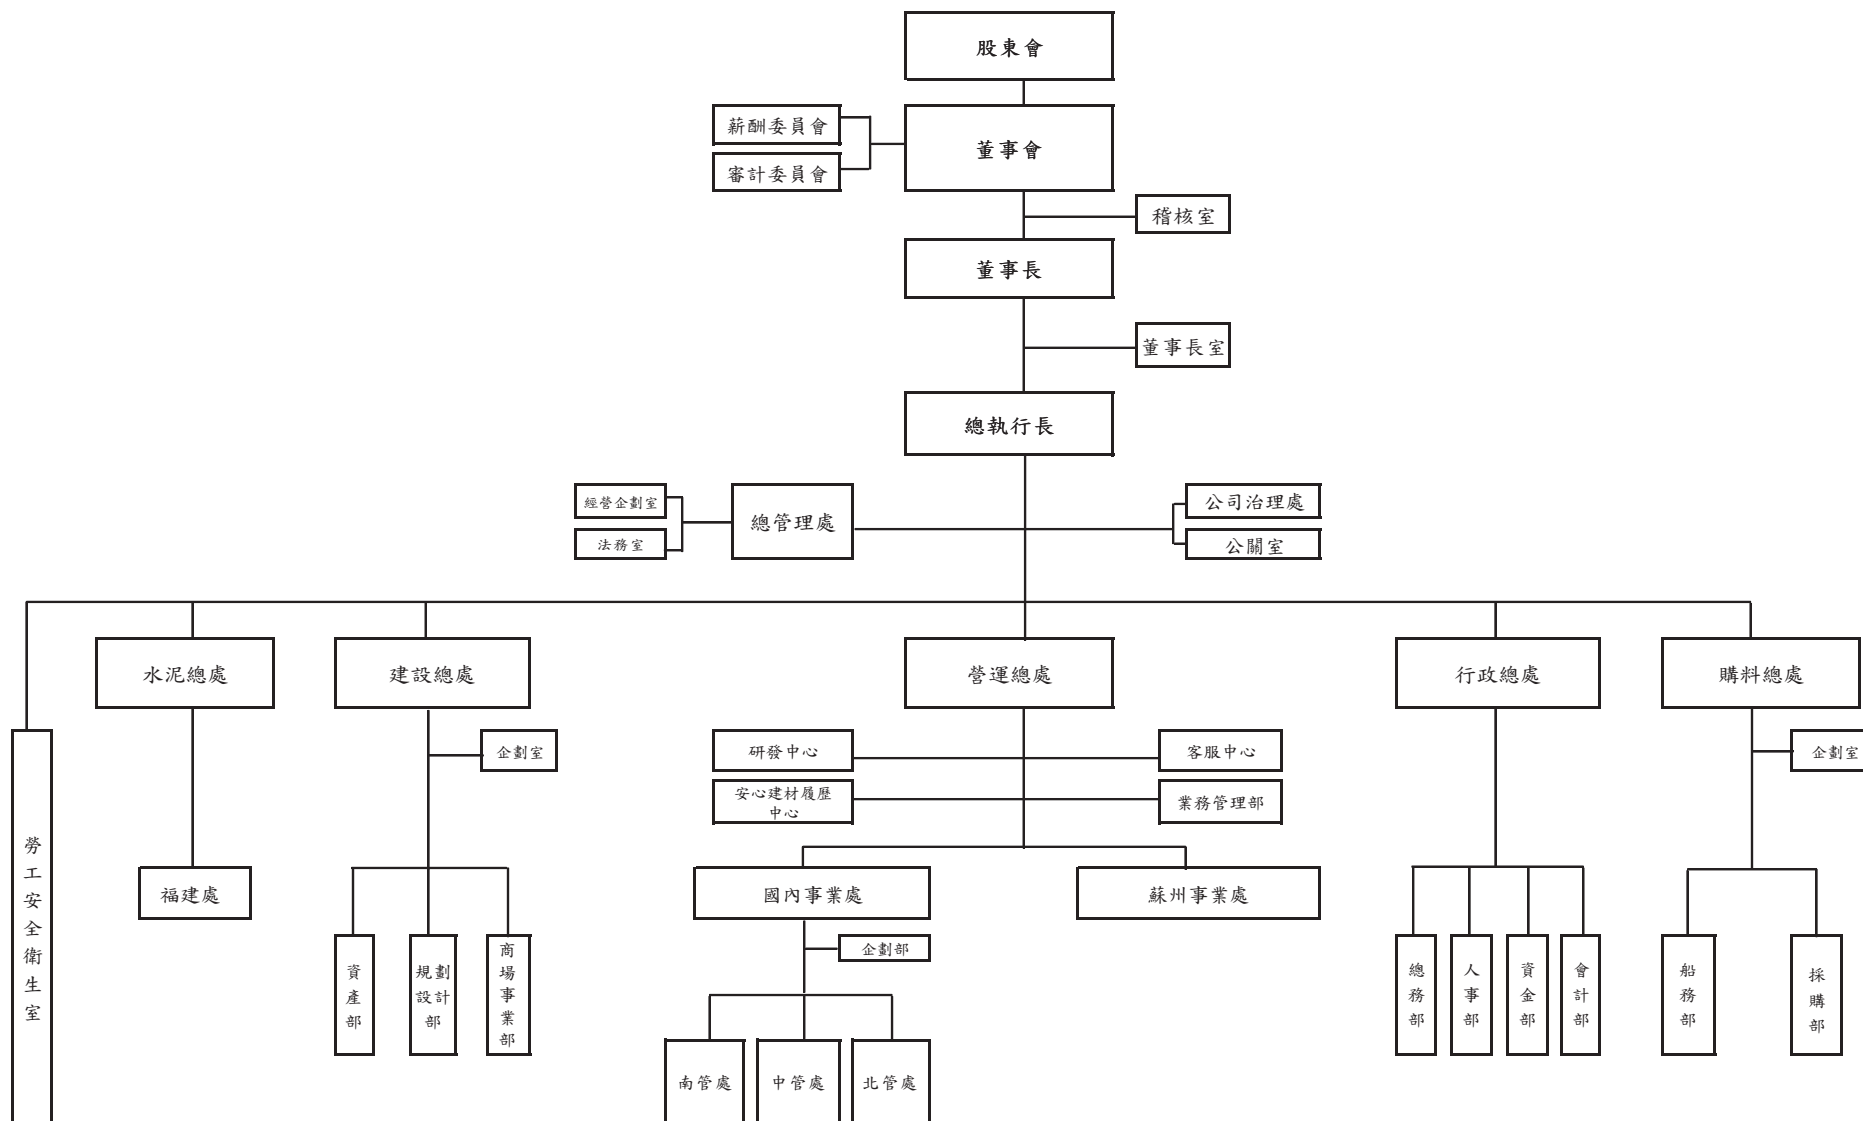 股東會
薪酬委員會
董事會
審計委員會
稽核室
董事長
董事長室
總執行長
經營企劃室
總管理處
公司治理處
法務室
公關室
水泥總處
建設總處
營運總處
行政總處
購料總處
企劃室
研發中心
客服中心
企劃室
安心建材履歷
中心
業務管理部
勞工安全衛生室
福建處
國內事業處
蘇州事業處
企劃部
資產部
規劃
設計
部
商場事業部
總務部
人事部
資金部
會計部
船務部
採購部
南管處
中管處
北管處